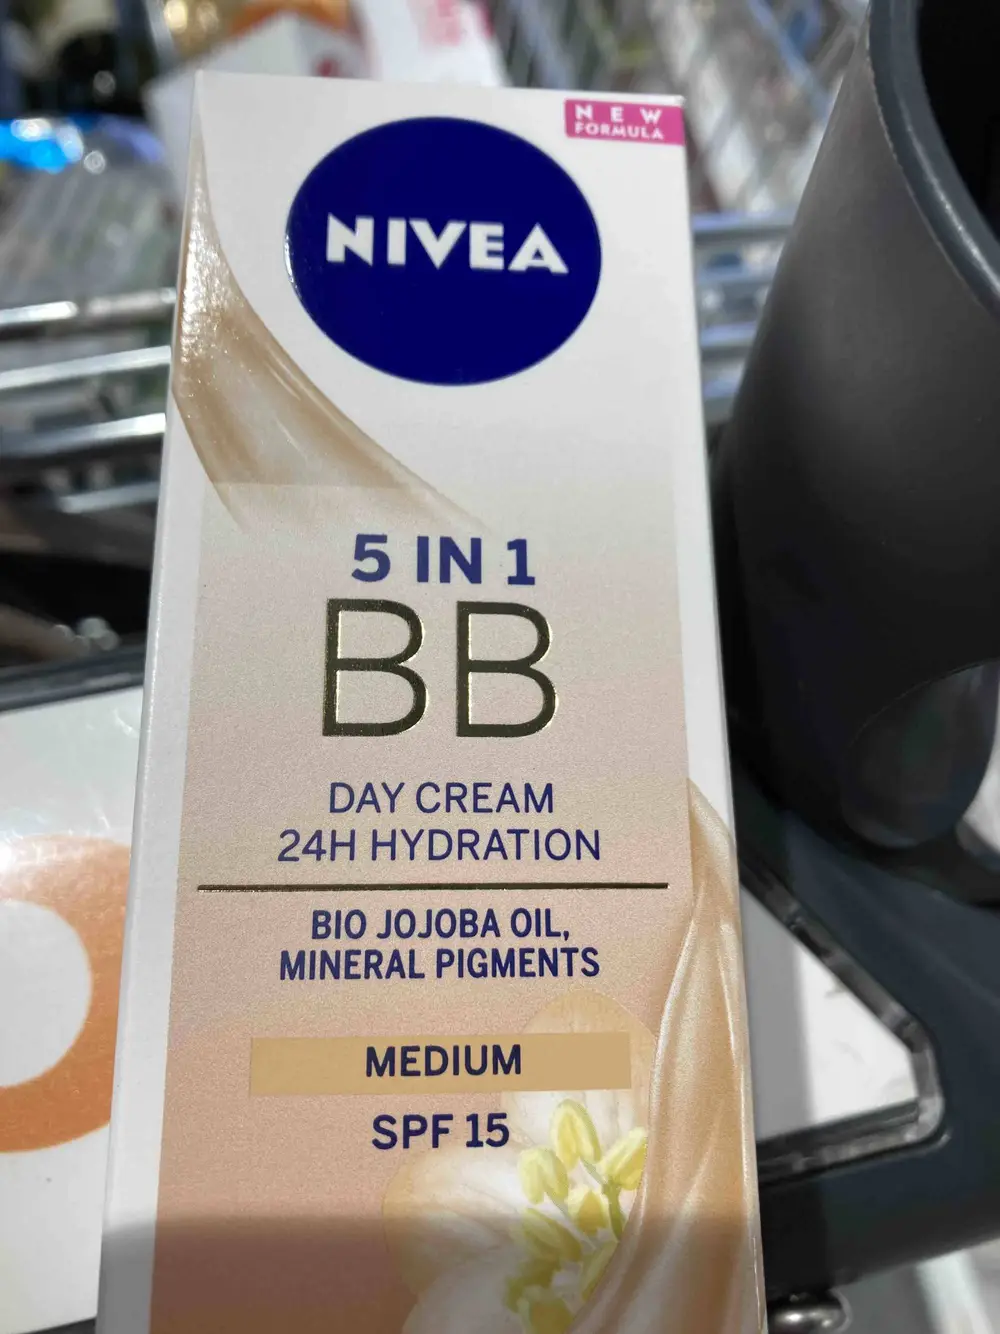 NEW
FORMULA
NIVEA
5 IN 1
BB
DAY CREAM
24H HYDRATION
BIO JOJOBA OIL,
MINERAL PIGMENTS
MEDIUM
SPF 15